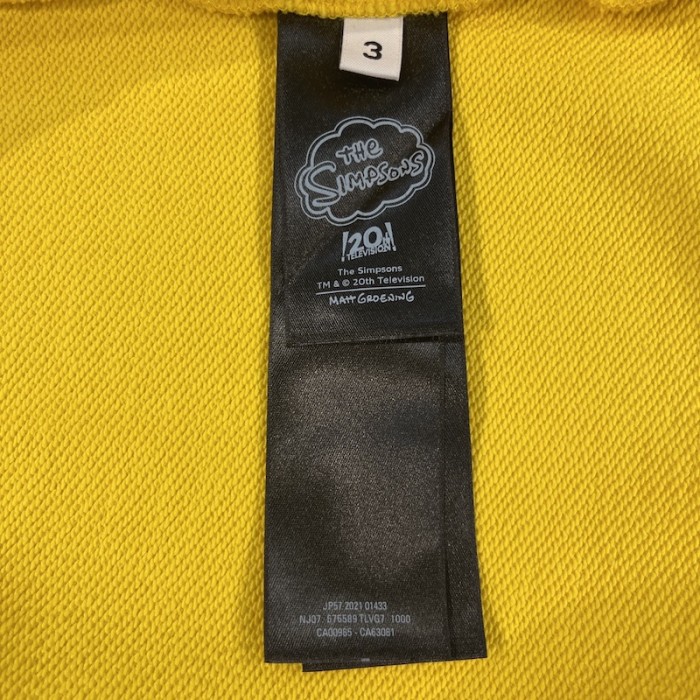 3
THE
SIMPSONS
20TH
TELEVISION
The Simpsons
TM & © 20th Television
MATT GROENING
JP57 2021 01433
NJ07 676589 TLVG7 1000
CA00965 - CA63081